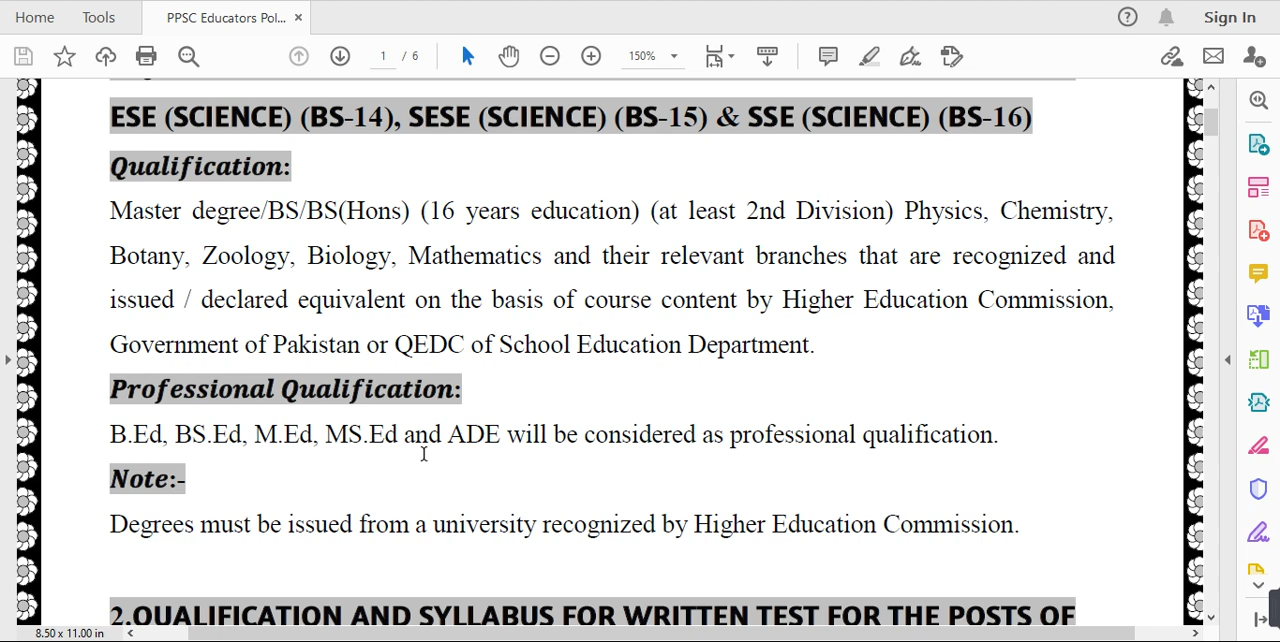 Home Tools PPSC Educators Pol... × Sign In
1 / 6 150%
ESE (SCIENCE) (BS-14), SESE (SCIENCE) (BS-15) & SSE (SCIENCE) (BS-16)
Qualification:
Master degree/BS/BS(Hons) (16 years education) (at least 2nd Division) Physics, Chemistry,
Botany, Zoology, Biology, Mathematics and their relevant branches that are recognized and
issued / declared equivalent on the basis of course content by Higher Education Commission,
Government of Pakistan or QEDC of School Education Department.
Professional Qualification:
B.Ed, BS.Ed, M.Ed, MS.Ed and ADE will be considered as professional qualification.
Note:-
Degrees must be issued from a university recognized by Higher Education Commission.
2.QUALIFICATION AND SYLLABUS FOR WRITTEN TEST FOR THE POSTS OF
8.50 x 11.00 in